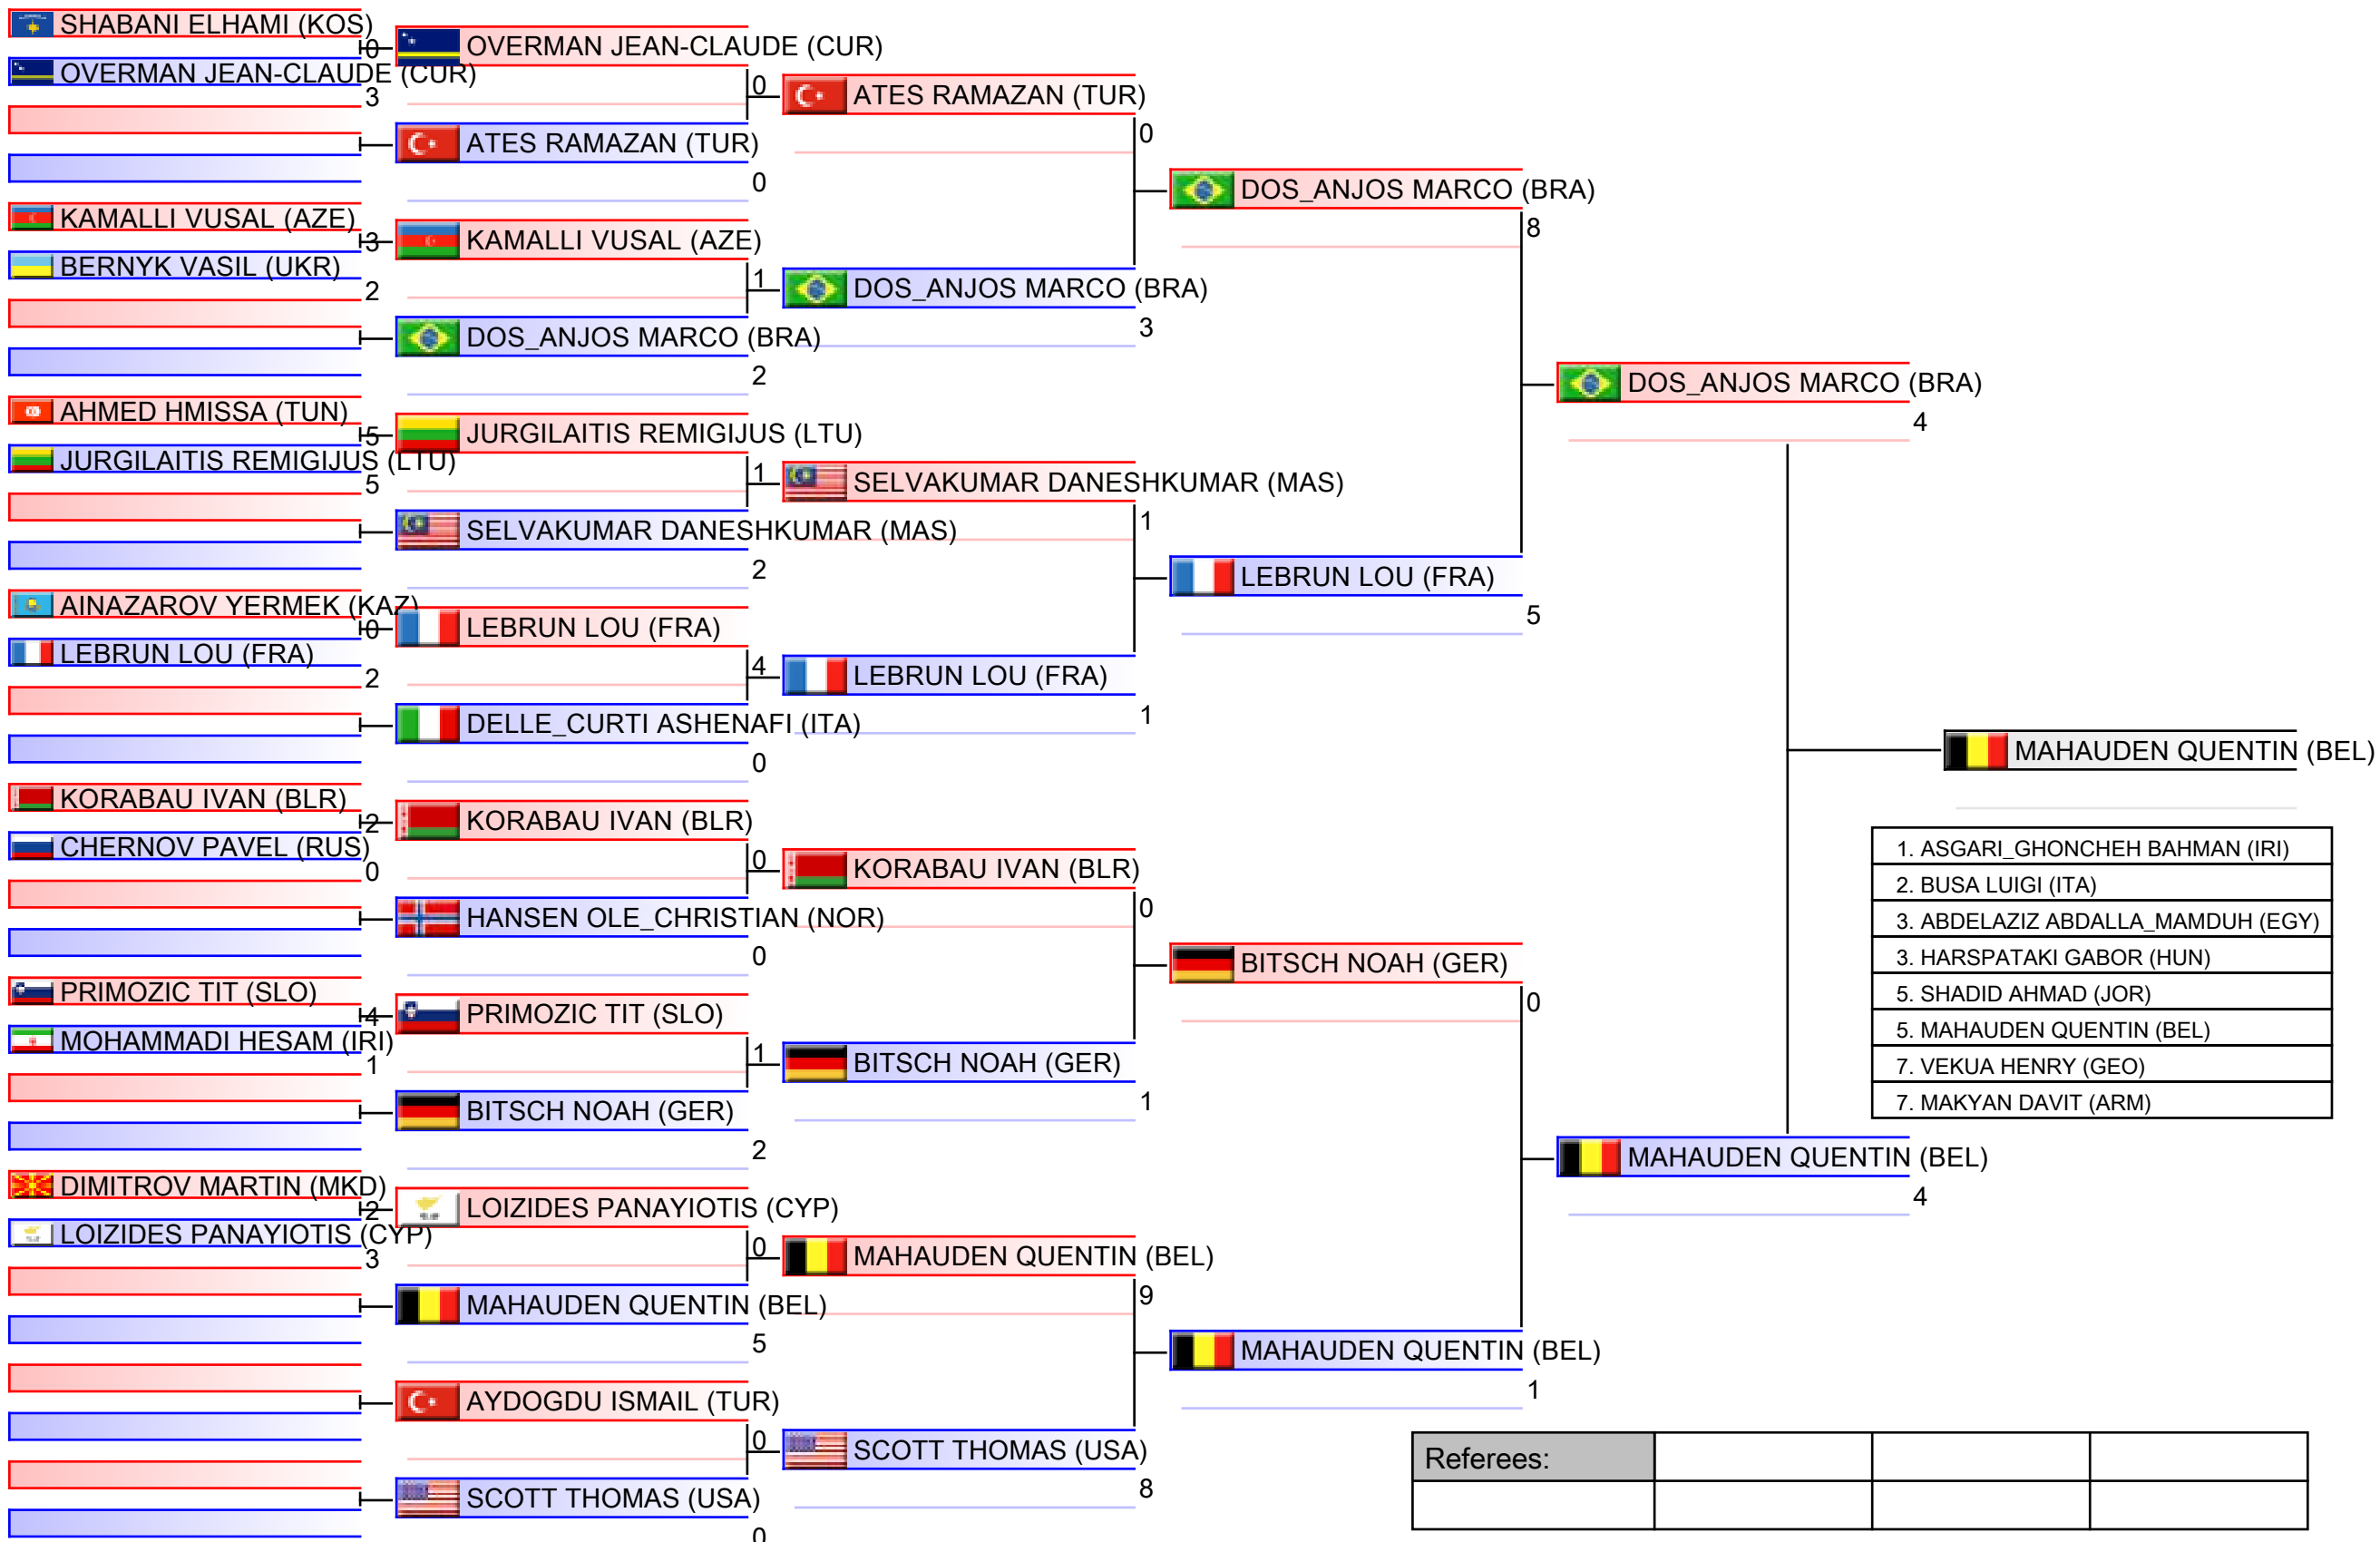 SHABANI ELHAMI (KOS)
0
OVERMAN JEAN-CLAUDE (CUR)
3
KAMALLI VUSAL (AZE)
3
BERNYK VASIL (UKR)
2
AHMED HMISSA (TUN)
5
JURGILAITIS REMIGIJUS (LTU)
5
AINAZAROV YERMEK (KAZ)
0
LEBRUN LOU (FRA)
2
KORABAU IVAN (BLR)
2
CHERNOV PAVEL (RUS)
0
PRIMOZIC TIT (SLO)
4
MOHAMMADI HESAM (IRI)
1
DIMITROV MARTIN (MKD)
2
LOIZIDES PANAYIOTIS (CYP)
3
OVERMAN JEAN-CLAUDE (CUR)
0
ATES RAMAZAN (TUR)
0
KAMALLI VUSAL (AZE)
1
DOS_ANJOS MARCO (BRA)
2
JURGILAITIS REMIGIJUS (LTU)
1
SELVAKUMAR DANESHKUMAR (MAS)
2
LEBRUN LOU (FRA)
4
DELLE_CURTI ASHENAFI (ITA)
0
KORABAU IVAN (BLR)
0
HANSEN OLE_CHRISTIAN (NOR)
0
PRIMOZIC TIT (SLO)
1
BITSCH NOAH (GER)
2
LOIZIDES PANAYIOTIS (CYP)
0
MAHAUDEN QUENTIN (BEL)
5
AYDOGDU ISMAIL (TUR)
0
SCOTT THOMAS (USA)
0
ATES RAMAZAN (TUR)
0
DOS_ANJOS MARCO (BRA)
3
SELVAKUMAR DANESHKUMAR (MAS)
1
LEBRUN LOU (FRA)
1
KORABAU IVAN (BLR)
0
BITSCH NOAH (GER)
1
MAHAUDEN QUENTIN (BEL)
9
SCOTT THOMAS (USA)
8
DOS_ANJOS MARCO (BRA)
8
LEBRUN LOU (FRA)
5
BITSCH NOAH (GER)
0
MAHAUDEN QUENTIN (BEL)
1
DOS_ANJOS MARCO (BRA)
4
MAHAUDEN QUENTIN (BEL)
4
MAHAUDEN QUENTIN (BEL)
1. ASGARI_GHONCHEH BAHMAN (IRI)
2. BUSA LUIGI (ITA)
3. ABDELAZIZ ABDALLA_MAMDUH (EGY)
3. HARSPATAKI GABOR (HUN)
5. SHADID AHMAD (JOR)
5. MAHAUDEN QUENTIN (BEL)
7. VEKUA HENRY (GEO)
7. MAKYAN DAVIT (ARM)
Referees: